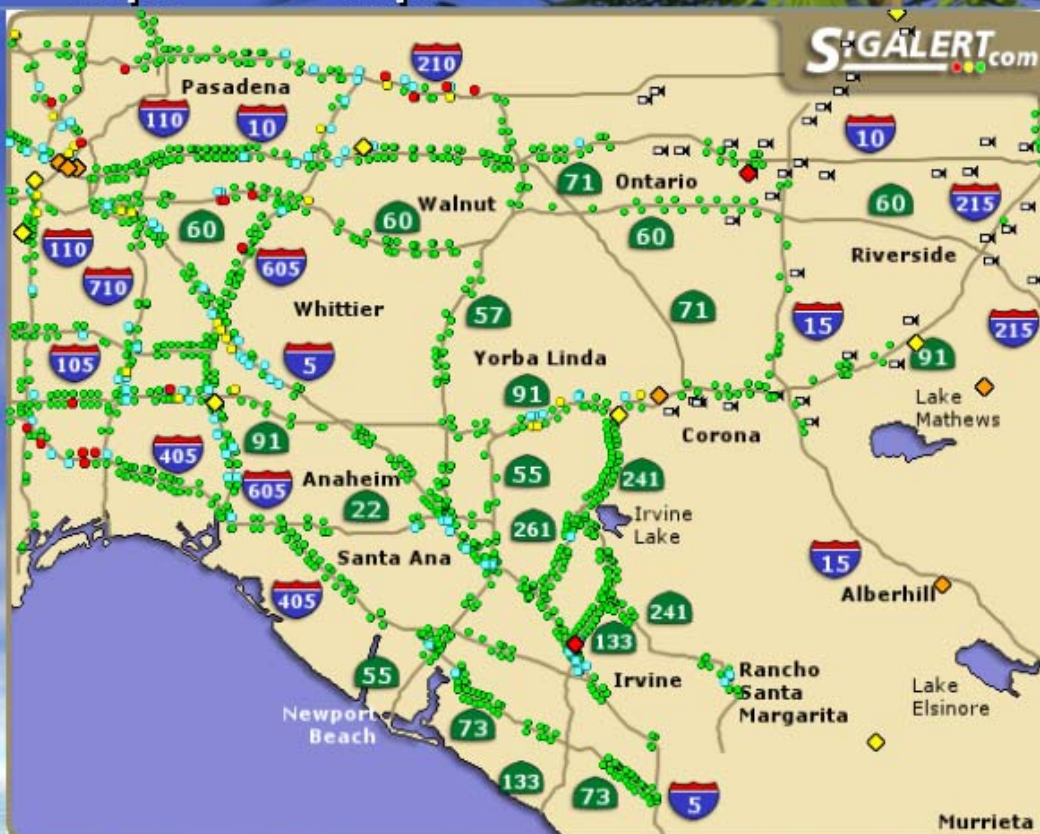 SIGALERT.com
210
Pasadena
110
10
10
71
Ontario
Walnut
60
60
60
60
215
110
605
Riverside
710
Whittier
57
71
15
215
105
5
Yorba Linda
91
91
Lake
Mathews
Corona
405
91
605
Anaheim
22
55
241
261
Irvine
Lake
Santa Ana
15
Alberhill
405
241
133
55
Irvine
Rancho
Santa
Margarita
Lake
Elsinore
Newport
Beach
73
133
73
5
Murrieta